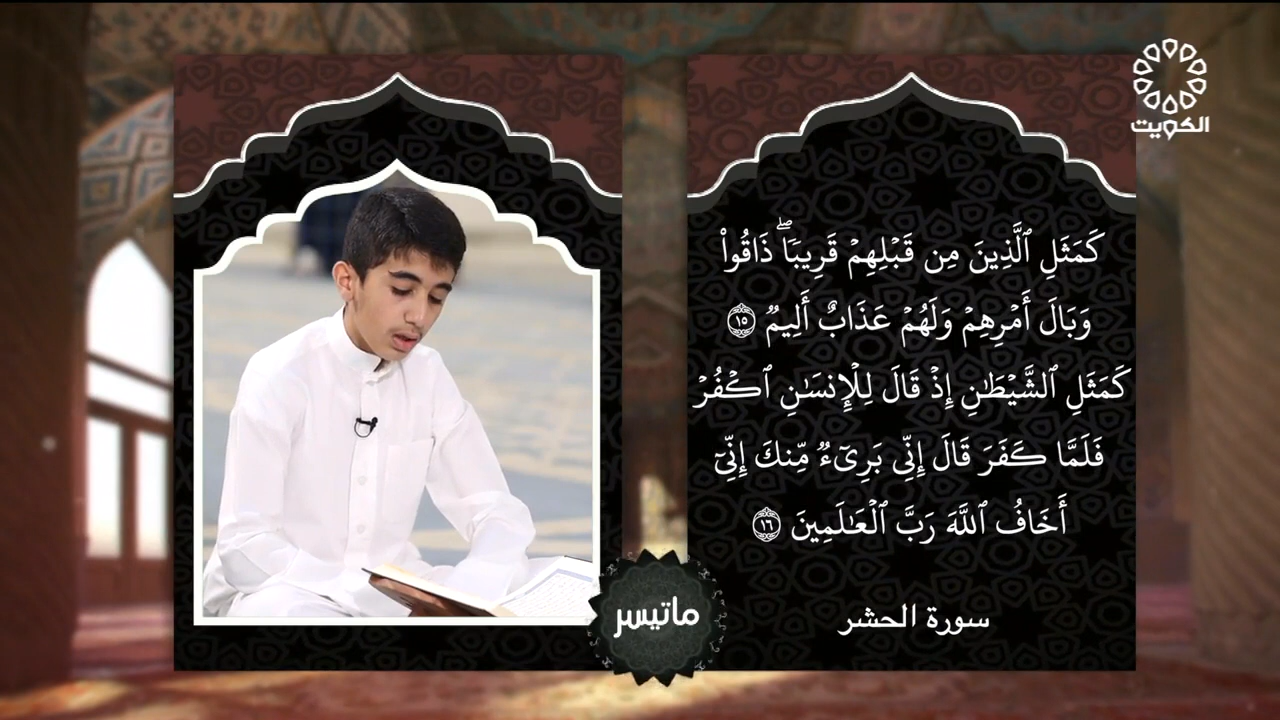 الكويت
كَمَثَلِ ٱلَّذِينَ مِن قَبۡلِهِمۡ قَرِيبٗاۖ ذَاقُواْ
وَبَالَ أَمۡرِهِمۡ وَلَهُمۡ عَذَابٌ أَلِيمٞ ١٥
كَمَثَلِ ٱلشَّيۡطَٰنِ إِذۡ قَالَ لِلۡإِنسَٰنِ ٱكۡفُرۡ
فَلَمَّا كَفَرَ قَالَ إِنِّي بَرِيٓءٞ مِّنكَ إِنِّيٓ
أَخَافُ ٱللَّهَ رَبَّ ٱلۡعَٰلَمِينَ ١٦
سورة الحشر
ماتيسر